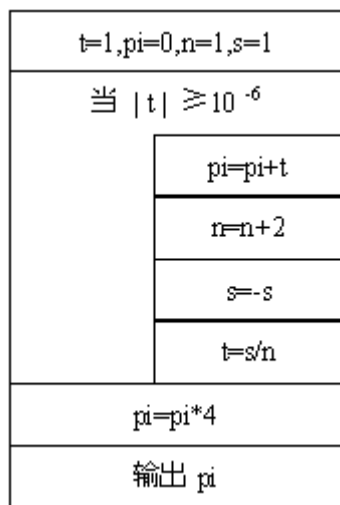 t=1,pi=0,n=1,s=1
当 | t | ≥10 -6
pi=pi+t
n=n+2
s=-s
t=s/n
pi=pi*4
输出 pi